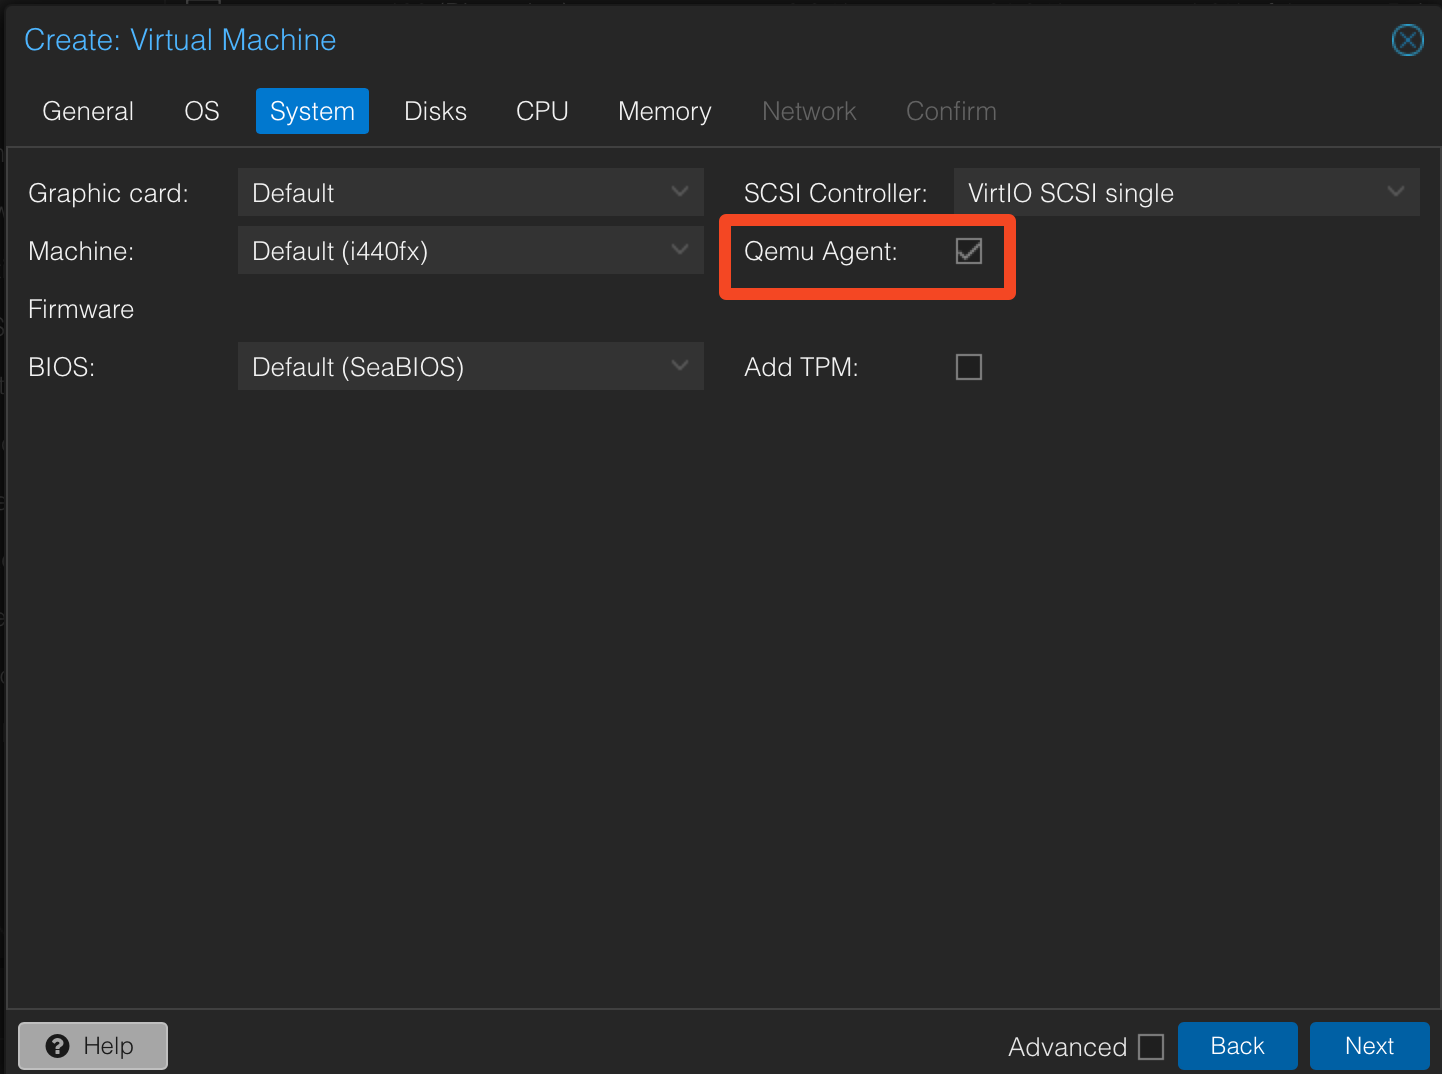 Create: Virtual Machine
General OS System Disks CPU Memory Network Confirm
Graphic card: Default SCSI Controller: VirtIO SCSI single
Machine: Default (i440fx) Qemu Agent:
Firmware
BIOS: Default (SeaBIOS) Add TPM:
Help Advanced Back Next